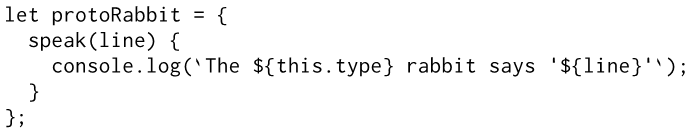 let protoRabbit = {
  speak(line) {
    console.log(`The ${this.type} rabbit says '${line}'`);
  }
};